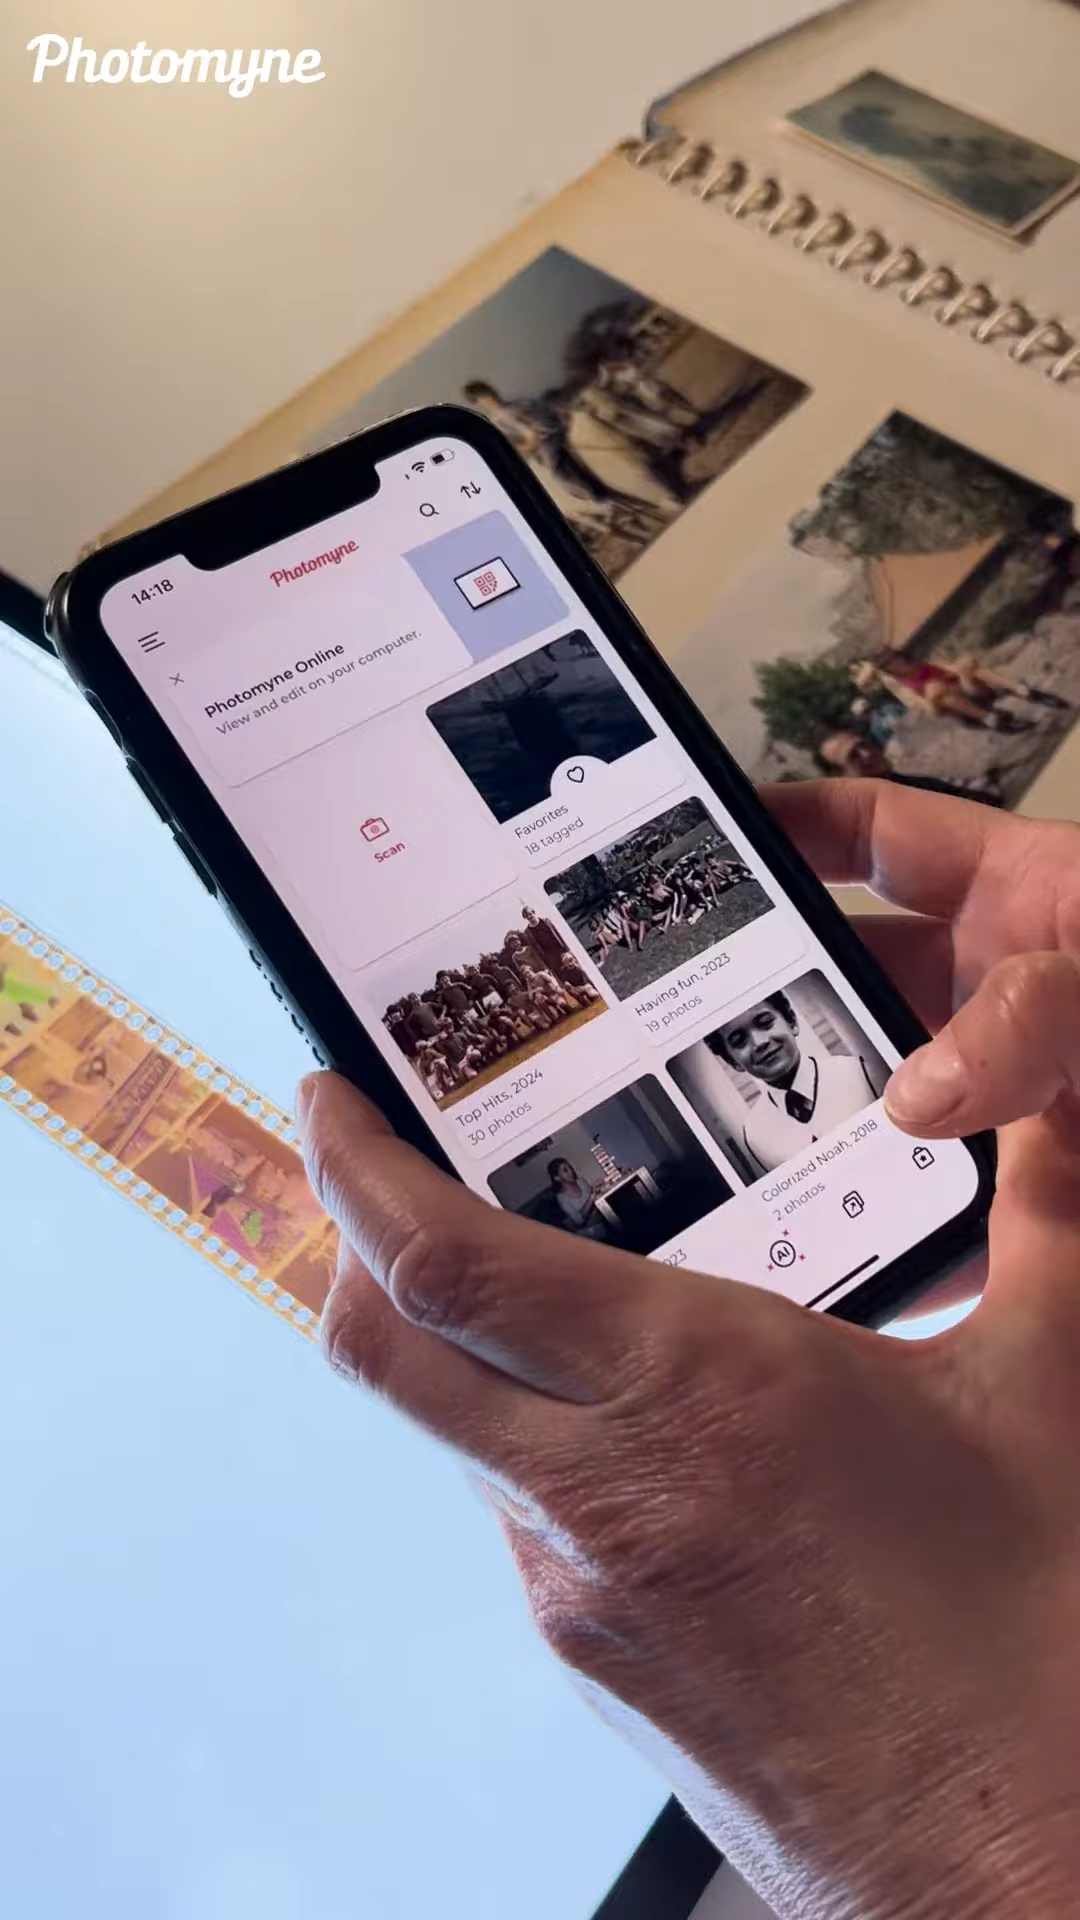 Photomyne
14:18
Photomyne
Photomyne Online
View and edit on your computer.
Scan
Favorites
18 tagged
Having fun, 2023
19 photos
Top Hits, 2024
30 photos
Colorized Noah, 2018
2 photos
AI